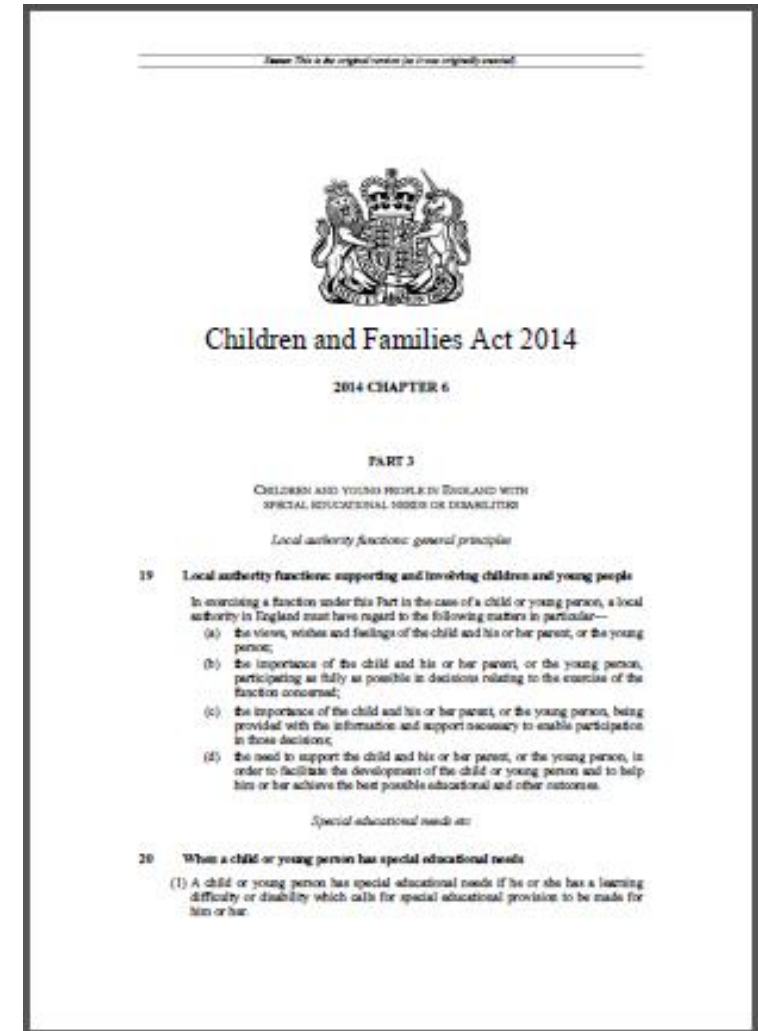 Status: This is the original version (as it was originally enacted).
Children and Families Act 2014
2014 CHAPTER 6
PART 3
CHILDREN AND YOUNG PEOPLE IN ENGLAND WITH
SPECIAL EDUCATIONAL NEEDS OR DISABILITIES
Local authority functions: general principles
19 Local authority functions: supporting and involving children and young people
In exercising a function under this Part in the case of a child or young person, a local
authority in England must have regard to the following matters in particular—
(a) the views, wishes and feelings of the child and his or her parent, or the young
person;
(b) the importance of the child and his or her parent, or the young person,
participating as fully as possible in decisions relating to the exercise of the
function concerned;
(c) the importance of the child and his or her parent, or the young person, being
provided with the information and support necessary to enable participation
in those decisions;
(d) the need to support the child and his or her parent, or the young person, in
order to facilitate the development of the child or young person and to help
him or her achieve the best possible educational and other outcomes.
Special educational needs etc
20 When a child or young person has special educational needs
(1) A child or young person has special educational needs if he or she has a learning
difficulty or disability which calls for special educational provision to be made for
him or her.